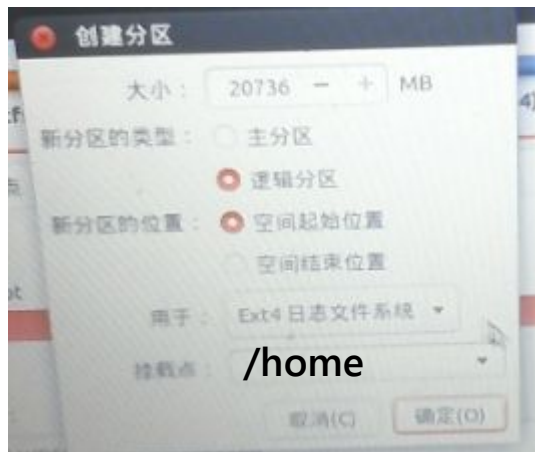 创建分区
大小： 20736 − + MB
新分区的类型： 主分区
逻辑分区
新分区的位置： 空间起始位置
空间结束位置
用于： Ext4 日志文件系统
挂载点： /home
取消(C) 确定(O)